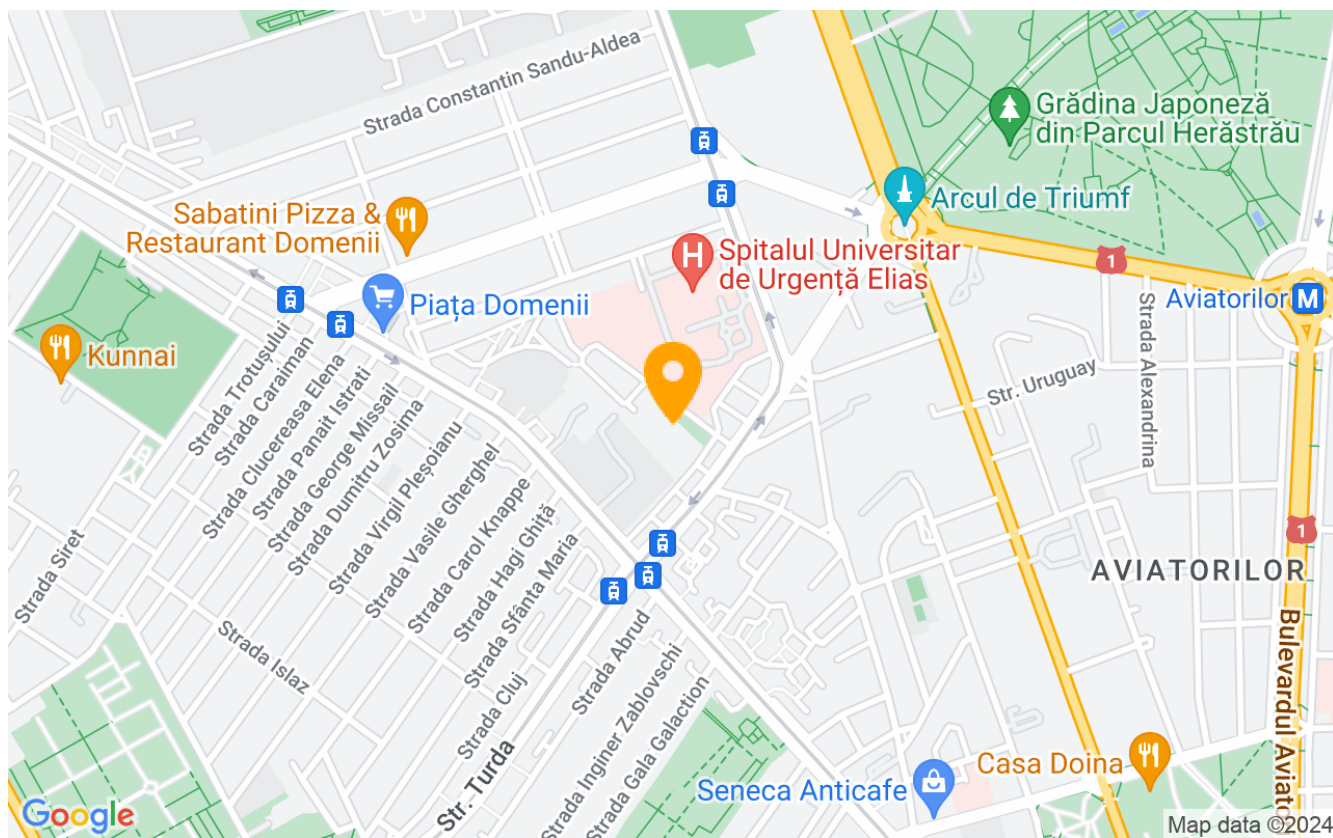 Strada Constantin Sandu-Aldea
Grădina Japoneză
din Parcul Herăstrău
Sabatini Pizza &
Restaurant Domenii
Arcul de Triumf
H
Spitalul Universitar
de Urgență Elias
1
Aviatorilor
M
Piața Domenii
Kunnai
Strada Trotușului
Strada Caraiman
Strada Clucereasa Elena
Strada Panait Istrati
Strada George Missail
Strada Dumitru Zosima
Strada Virgil Pleșoianu
Strada Vasile Gherghel
Strada Carol Knappe
Strada Hagi Ghiță
Strada Sfânta Maria
Strada Cluj
Str. Uruguay
Strada Alexandrina
1
AVIATORILOR
Strada Siret
Strada Islaz
Strada Abrud
Strada Inginer Zablovschi
Strada Gala Galaction
Str. Turda
Bulevardul Aviato
Casa Doina
Seneca Anticafe
Google
Map data ©2024